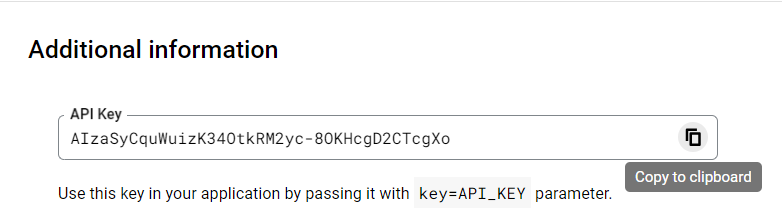 Additional information
API Key
AIzaSyCquWuizK34OtkRM2yc-8OKHcgD2CTcgXo
Copy to clipboard
Use this key in your application by passing it with key=API_KEY parameter.